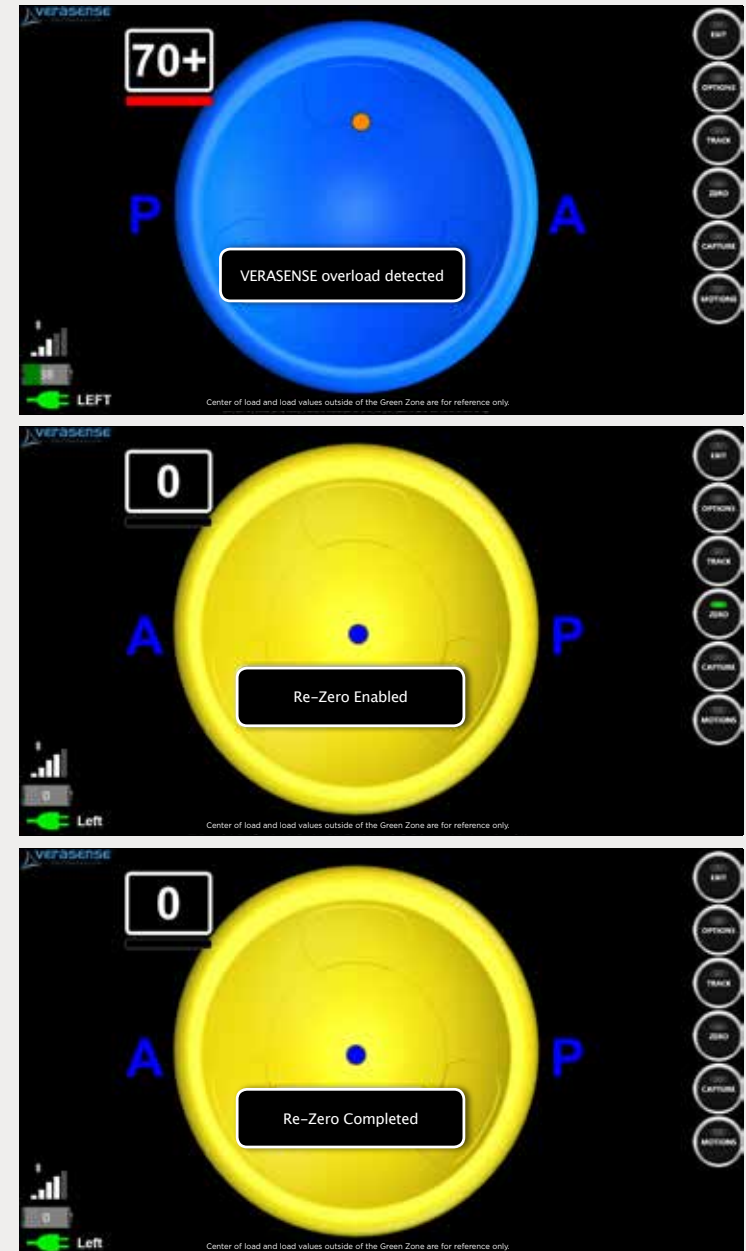 VERASENSE
70+
EXIT
OPTIONS
TRACK
P
A
ZERO
CAPTURE
VERASENSE overload detected
MOTIONS
LEFT
Center of load and load values outside of the Green Zone are for reference only.
VERASENSE
0
EXIT
OPTIONS
TRACK
A
P
ZERO
CAPTURE
Re-Zero Enabled
MOTIONS
0
Left
Center of load and load values outside of the Green Zone are for reference only.
VERASENSE
0
EXIT
OPTIONS
TRACK
A
P
ZERO
CAPTURE
Re-Zero Completed
MOTIONS
0
Left
Center of load and load values outside of the Green Zone are for reference only.